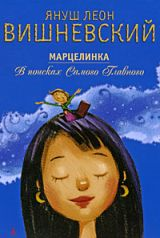 ЯНУШ ЛЕОН
ВИШНЕВСКИЙ
МАРЦЕЛИНКА
В поисках Самого Главного